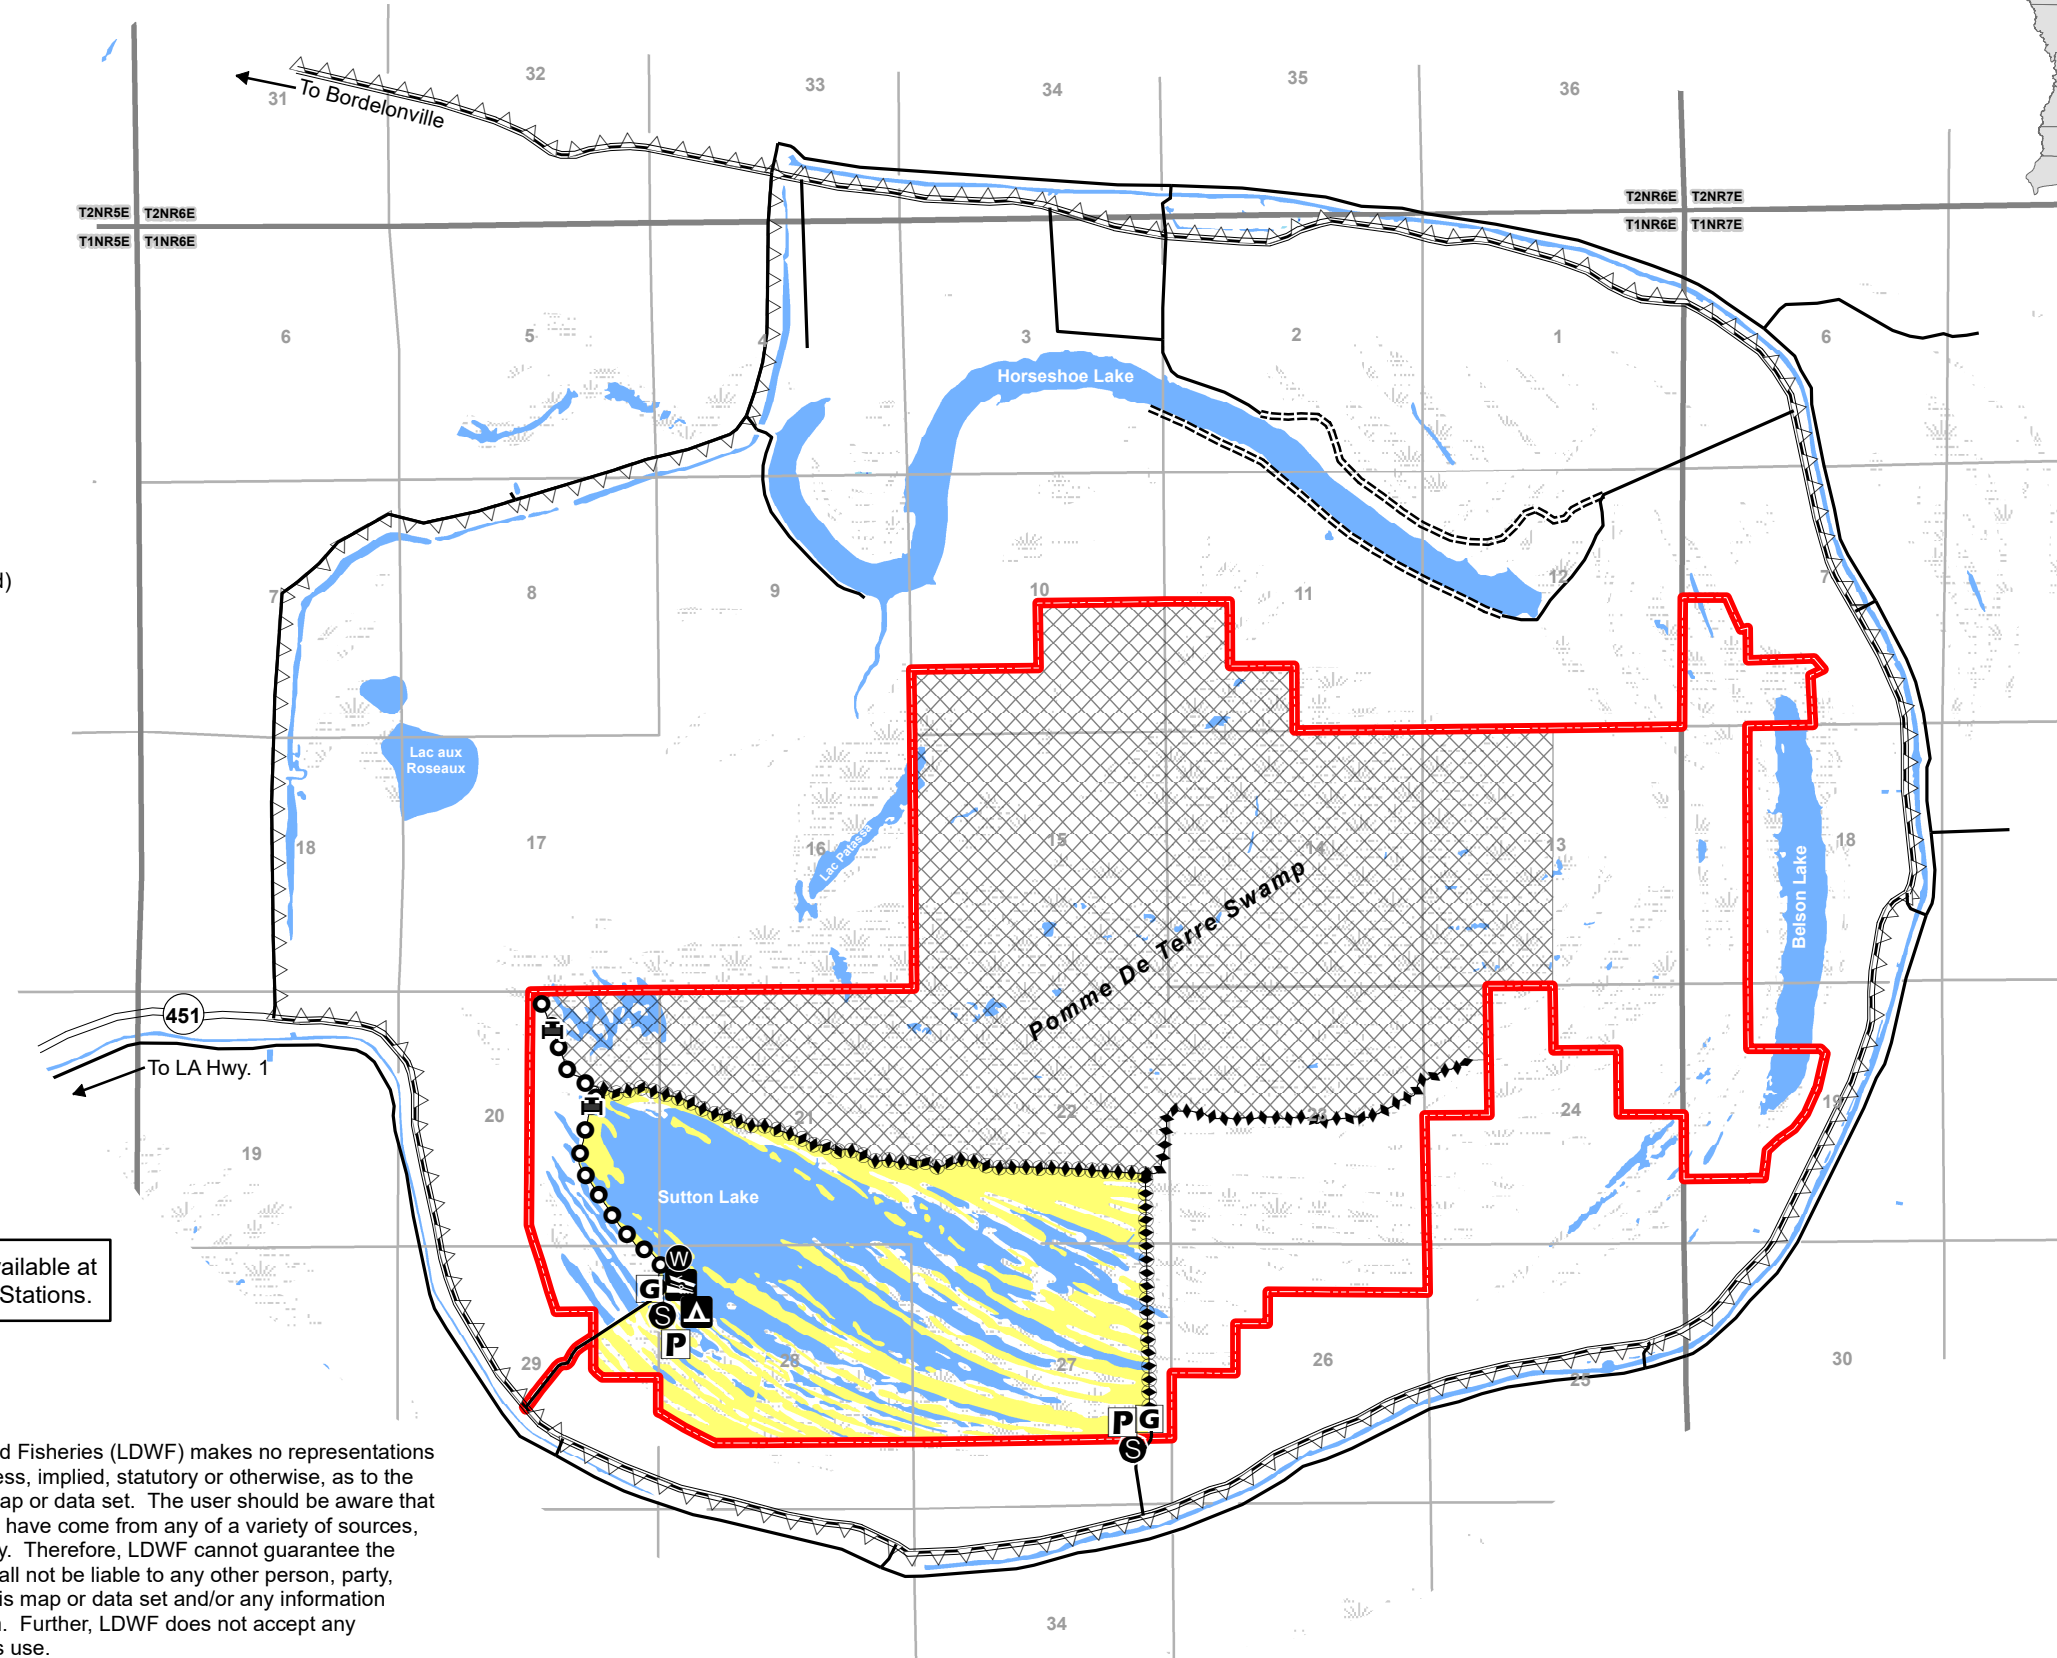 31
32
33
34
35
36
To Bordelonville
T2NR5E
T2NR6E
T1NR5E
T1NR6E
T2NR6E
T2NR7E
T1NR6E
T1NR7E
6
5
4
3
2
1
6
Horseshoe Lake
d)
7
8
9
10
11
12
7
Lac aux
Roseaux
18
17
16
Lac Patassa
15
14
13
18
Belson Lake
Pomme De Terre Swamp
451
To LA Hwy. 1
19
20
21
22
23
24
19
Sutton Lake
ailable at
Stations.
W
G
S
P
29
28
27
26
25
30
P
G
S
d Fisheries (LDWF) makes no representations
ess, implied, statutory or otherwise, as to the
ap or data set. The user should be aware that
have come from any of a variety of sources,
y. Therefore, LDWF cannot guarantee the
all not be liable to any other person, party,
is map or data set and/or any information
. Further, LDWF does not accept any
s use.
34